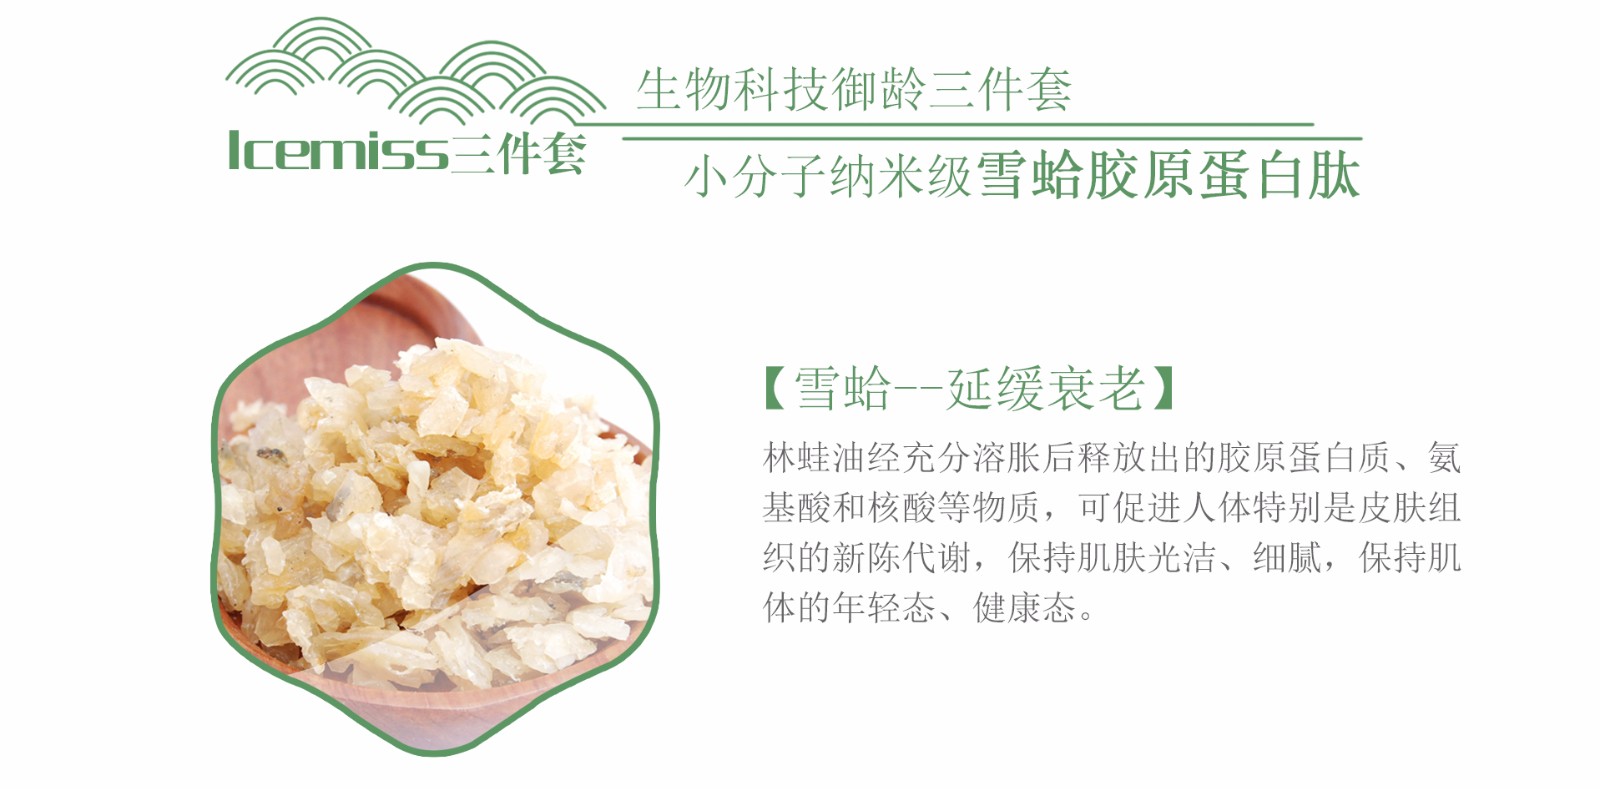 生物科技御龄三件套
Icemiss三件套
小分子纳米级雪蛤胶原蛋白肽
【雪蛤--延缓衰老】
林蛙油经充分溶胀后释放出的胶原蛋白质、氨
基酸和核酸等物质，可促进人体特别是皮肤组
织的新陈代谢，保持肌肤光洁、细腻，保持肌
体的年轻态、健康态。